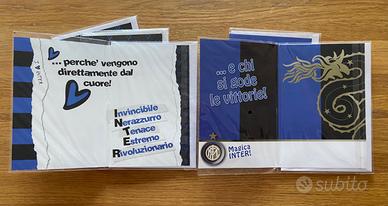 ... perche' vengono
direttamente dal
cuore!
Invincibile
Nerazzurro
Tenace
Estremo
Rivoluzionario
... e chi
si gode
le vittorie!
Magica
INTER!
subito